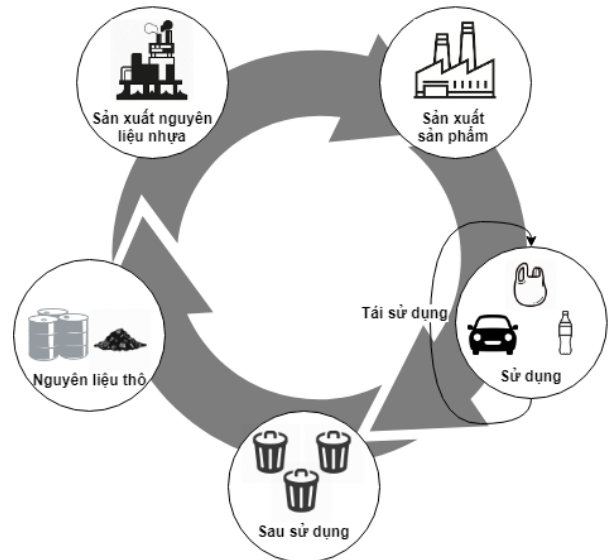 Sản xuất nguyên
liệu nhựa
Sản xuất
sản phẩm
Tái sử dụng
Sử dụng
Nguyên liệu thô
Sau sử dụng